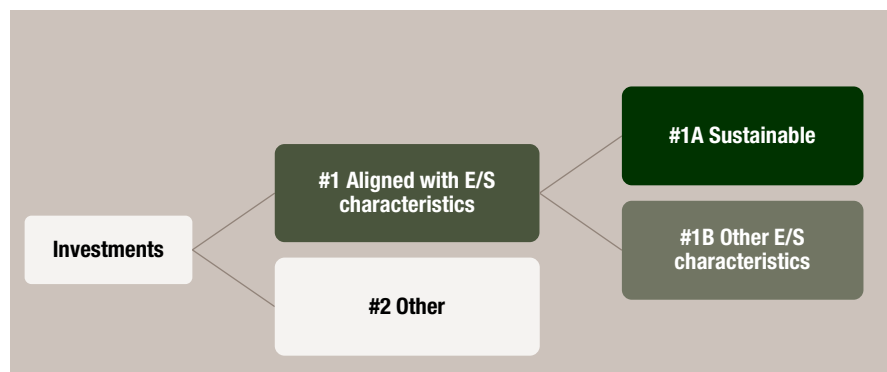 Investments
#1 Aligned with E/S
characteristics
#2 Other
#1A Sustainable
#1B Other E/S
characteristics